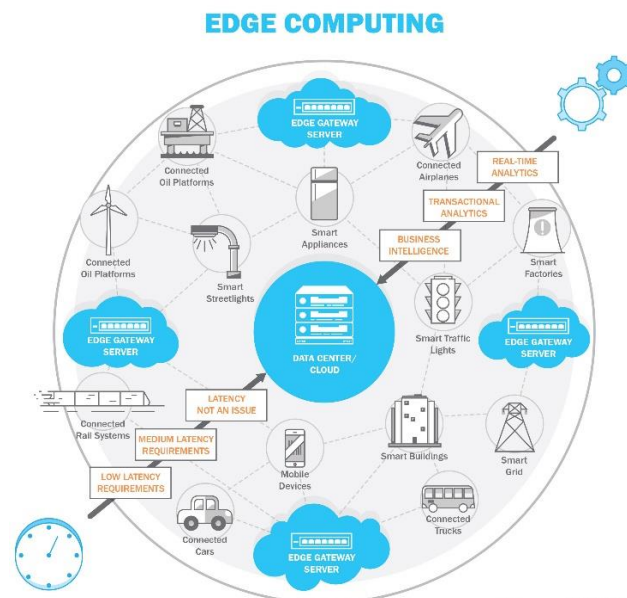 EDGE COMPUTING
EDGE GATEWAY
SERVER
Connected
Oil Platforms
Connected
Airplanes
REAL-TIME
ANALYTICS
TRANSACTIONAL
ANALYTICS
BUSINESS
INTELLIGENCE
Smart
Appliances
Connected
Oil Platforms
Smart
Streetlights
Smart
Factories
EDGE GATEWAY
SERVER
DATA CENTER/
CLOUD
Smart Traffic
Lights
EDGE GATEWAY
SERVER
LATENCY
NOT AN ISSUE
Connected
Rail Systems
MEDIUM LATENCY
REQUIREMENTS
LOW LATENCY
REQUIREMENTS
Mobile
Devices
Smart Buildings
Smart
Grid
Connected
Cars
EDGE GATEWAY
SERVER
Connected
Trucks